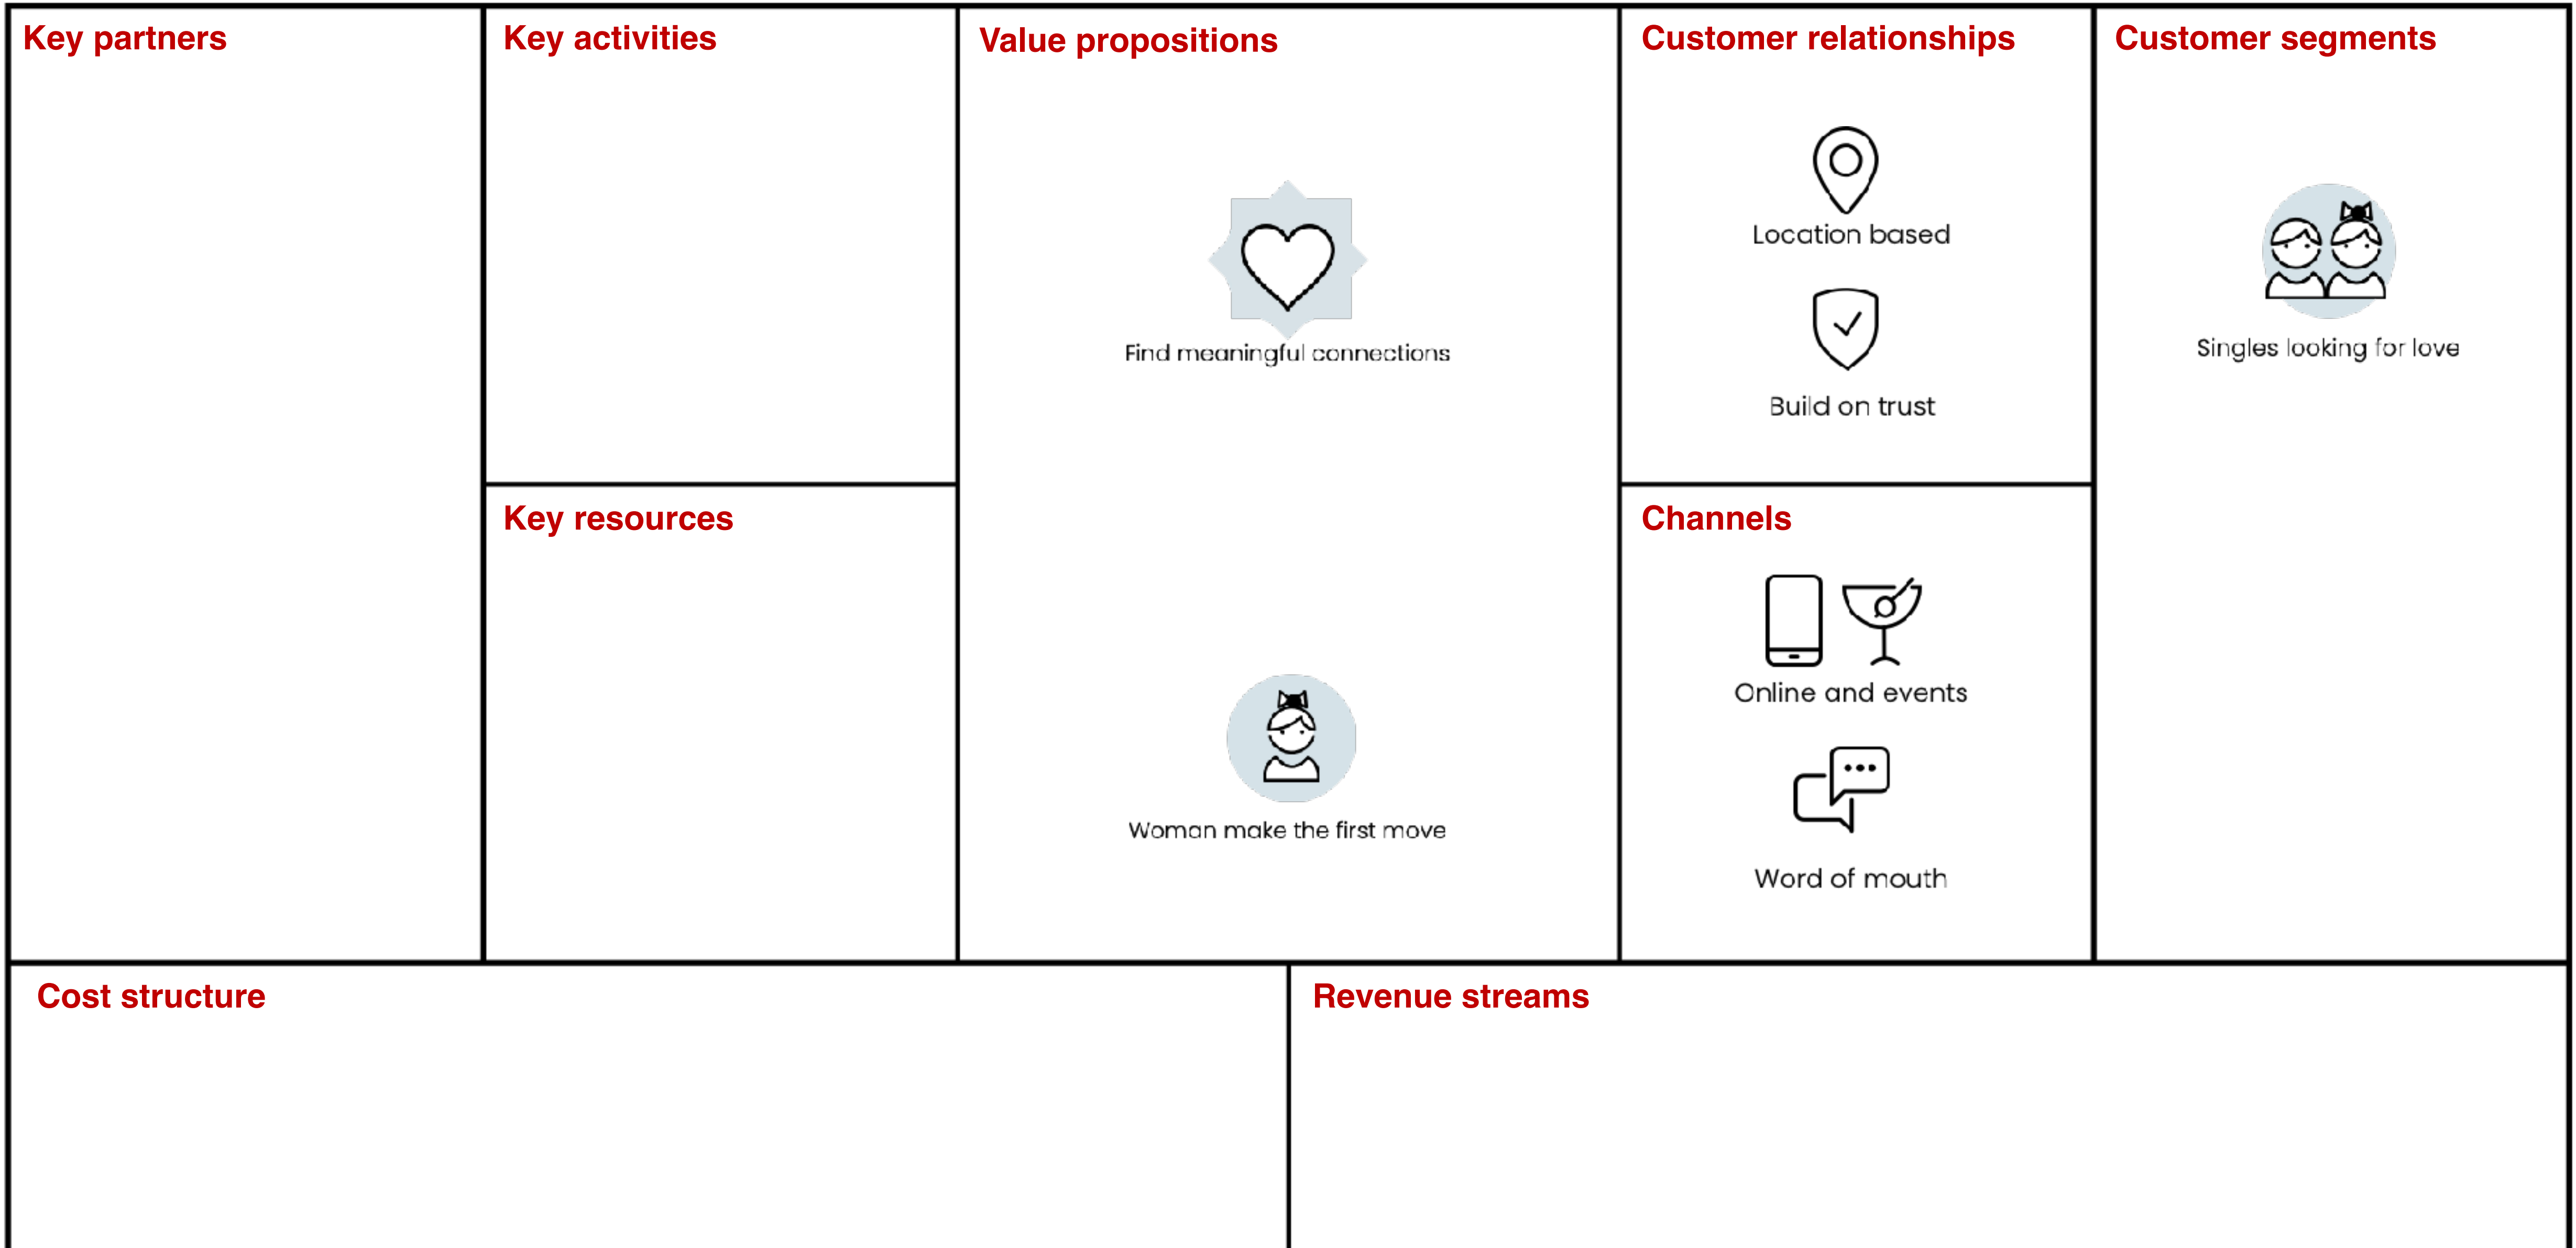 Key partners
Key activities
Key resources
Value propositions
Find meaningful connections
Woman make the first move
Customer relationships
Location based
Build on trust
Channels
Online and events
Word of mouth
Customer segments
Singles looking for love
Cost structure
Revenue streams